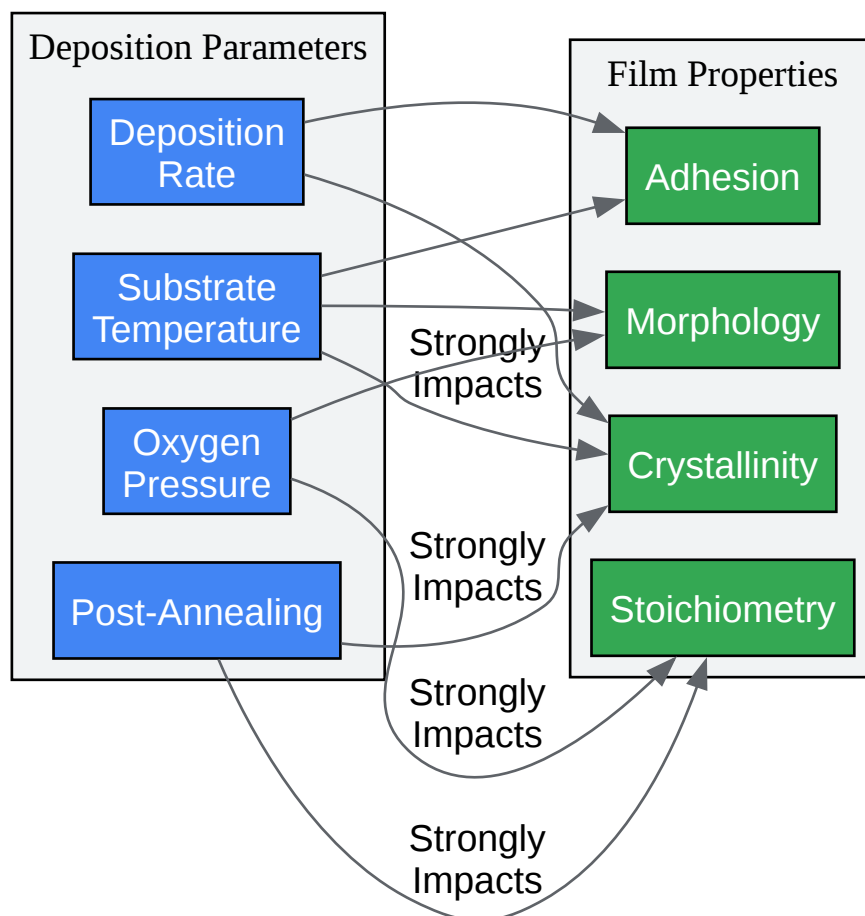 Deposition Parameters
Deposition
Rate
Substrate
Temperature
Oxygen
Pressure
Post-Annealing
Strongly
Impacts
Strongly
Impacts
Strongly
Impacts
Strongly
Impacts
Film Properties
Adhesion
Morphology
Crystallinity
Stoichiometry